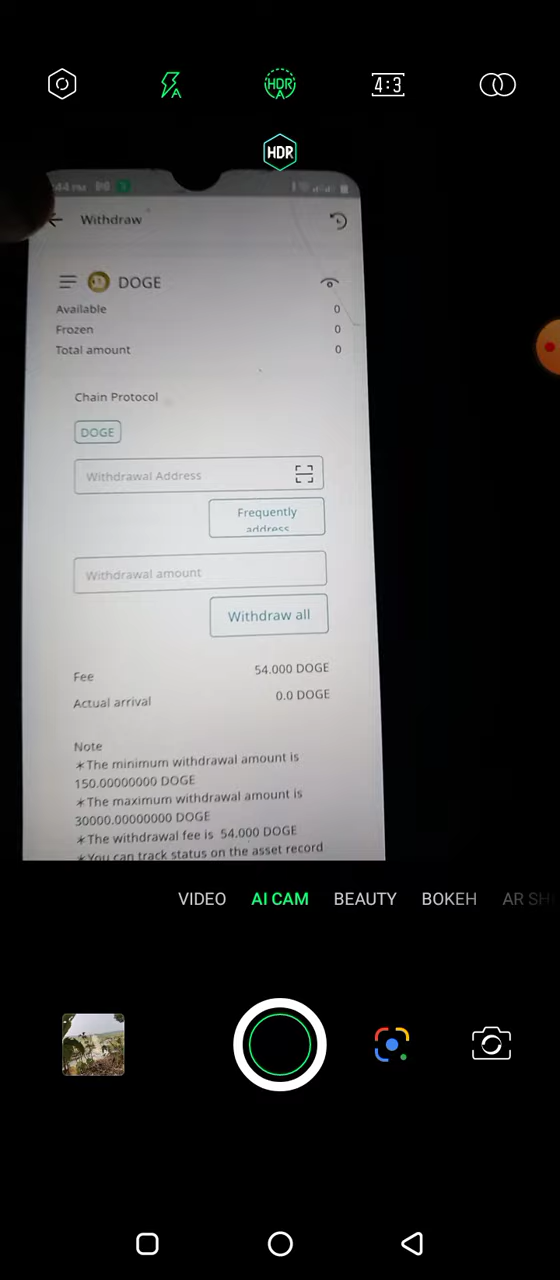 HDR
A
4:3
A
HDR
44 PM
Withdraw
DOGE
Available 0
Frozen 0
Total amount 0
Chain Protocol
DOGE
Withdrawal Address
Frequently
address
Withdrawal amount
Withdraw all
Fee 54.000 DOGE
Actual arrival 0.0 DOGE
Note
*The minimum withdrawal amount is
150.00000000 DOGE
*The maximum withdrawal amount is
30000.00000000 DOGE
*The withdrawal fee is 54.000 DOGE
*You can track status on the asset record
VIDEO AI CAM BEAUTY BOKEH AR SH